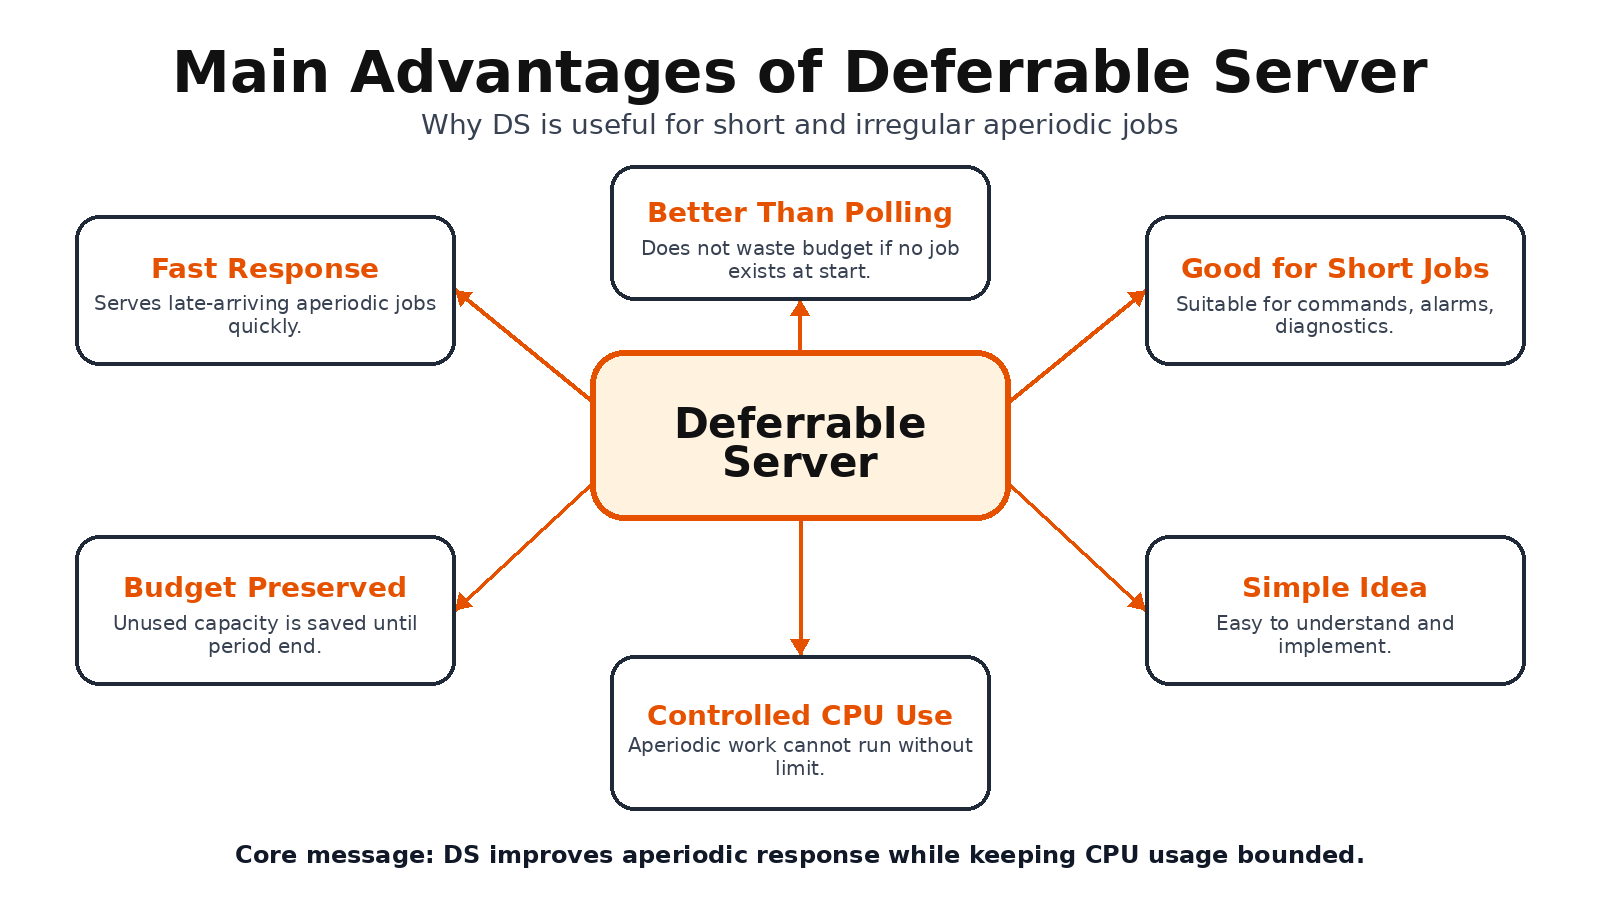 Main Advantages of Deferrable Server
Why DS is useful for short and irregular aperiodic jobs
Better Than Polling
Does not waste budget if no job
exists at start.
Fast Response
Serves late-arriving aperiodic jobs
quickly.
Good for Short Jobs
Suitable for commands, alarms,
diagnostics.
Deferrable
Server
Budget Preserved
Unused capacity is saved until
period end.
Simple Idea
Easy to understand and
implement.
Controlled CPU Use
Aperiodic work cannot run without
limit.
Core message: DS improves aperiodic response while keeping CPU usage bounded.